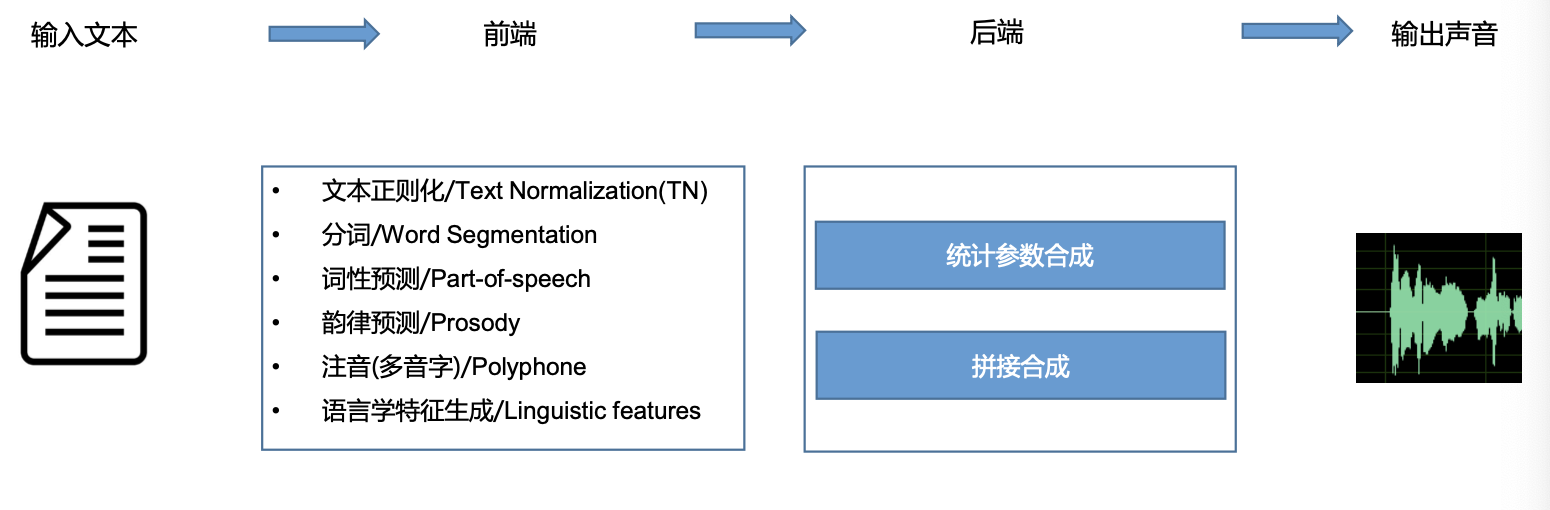 输入文本
前端
后端
输出声音
• 文本正则化/Text Normalization(TN)
• 分词/Word Segmentation
• 词性预测/Part-of-speech
• 韵律预测/Prosody
• 注音(多音字)/Polyphone
• 语言学特征生成/Linguistic features
统计参数合成
拼接合成